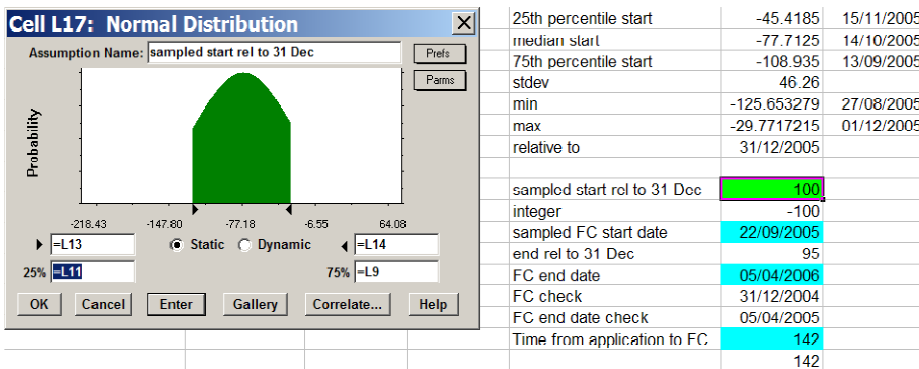 Cell L17: Normal Distribution
Assumption Name: sampled start rel to 31 Dec
Prefs
Parms
Probability
-218.43 -147.80 -77.18 -6.55 64.08
=L13 Static Dynamic =L14
25% =L11 75% =L9
OK Cancel Enter Gallery Correlate... Help
25th percentile start -45.4185 15/11/2005
median start -77.7125 14/10/2005
75th percentile start -108.935 13/09/2005
stdev 46.26
min -125.653279 27/08/2005
max -29.7717215 01/12/2005
relative to 31/12/2005
sampled start rel to 31 Dec 100
integer -100
sampled FC start date 22/09/2005
end rel to 31 Dec 95
FC end date 05/04/2006
FC check 31/12/2004
FC end date check 05/04/2005
Time from application to FC 142
142